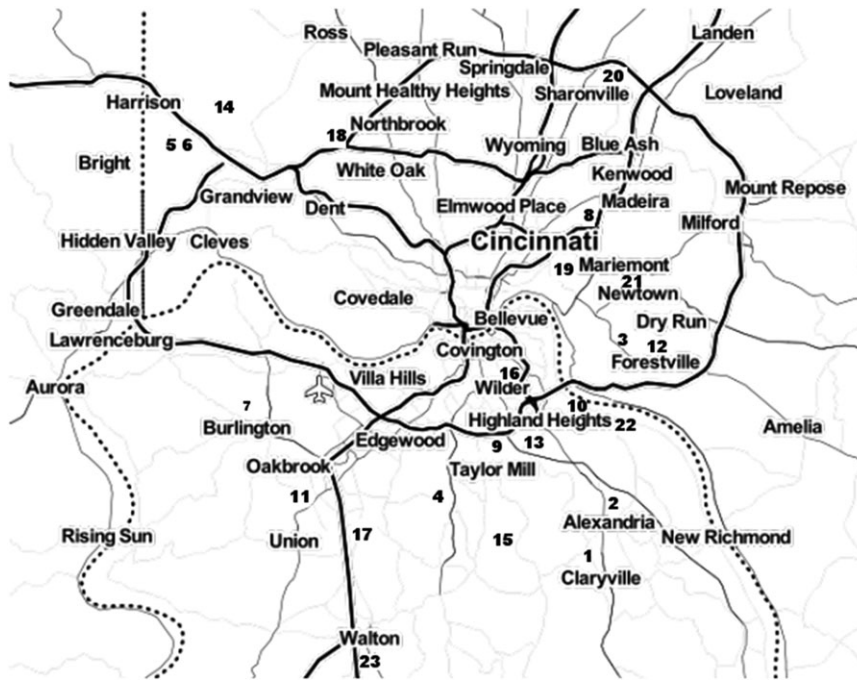 Ross
Landen
Pleasant Run
Springdale
20
Mount Healthy Heights
Sharonville
Loveland
Harrison
14
Northbrook
18
5 6
Wyoming
Blue Ash
Bright
White Oak
Kenwood
Grandview
Mount Repose
Dent
Elmwood Place
Madeira
8
Milford
Hidden Valley
Cleves
Cincinnati
19
Mariemont
21
Newtown
Covedale
Greendale
Bellevue
Dry Run
Lawrenceburg
3
12
Covington
Forestville
16
Villa Hills
Wilder
Aurora
7
10
Burlington
Highland Heights
22
Amelia
Edgewood
9
13
Oakbrook
Taylor Mill
11
4
2
Alexandria
Rising Sun
Union
17
15
New Richmond
1
Claryville
Walton
23